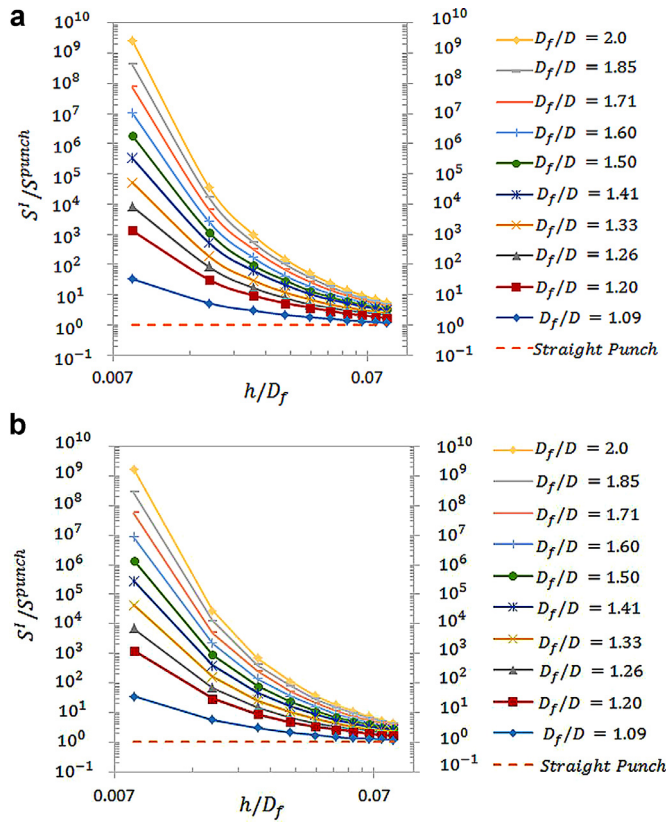 a
10^10
10^9
10^8
10^7
10^6
10^5
10^4
10^3
10^2
10^1
10^0
10^−1
S^I/S^punch
0.007
0.07
h/D_f
10^10
10^9
10^8
10^7
10^6
10^5
10^4
10^3
10^2
10^1
10^0
10^−1
D_f/D = 2.0
D_f/D = 1.85
D_f/D = 1.71
D_f/D = 1.60
D_f/D = 1.50
D_f/D = 1.41
D_f/D = 1.33
D_f/D = 1.26
D_f/D = 1.20
D_f/D = 1.09
Straight Punch
b
10^10
10^9
10^8
10^7
10^6
10^5
10^4
10^3
10^2
10^1
10^0
10^−1
S^I/S^punch
0.007
0.07
h/D_f
10^10
10^9
10^8
10^7
10^6
10^5
10^4
10^3
10^2
10^1
10^0
10^−1
D_f/D = 2.0
D_f/D = 1.85
D_f/D = 1.71
D_f/D = 1.60
D_f/D = 1.50
D_f/D = 1.41
D_f/D = 1.33
D_f/D = 1.26
D_f/D = 1.20
D_f/D = 1.09
Straight Punch